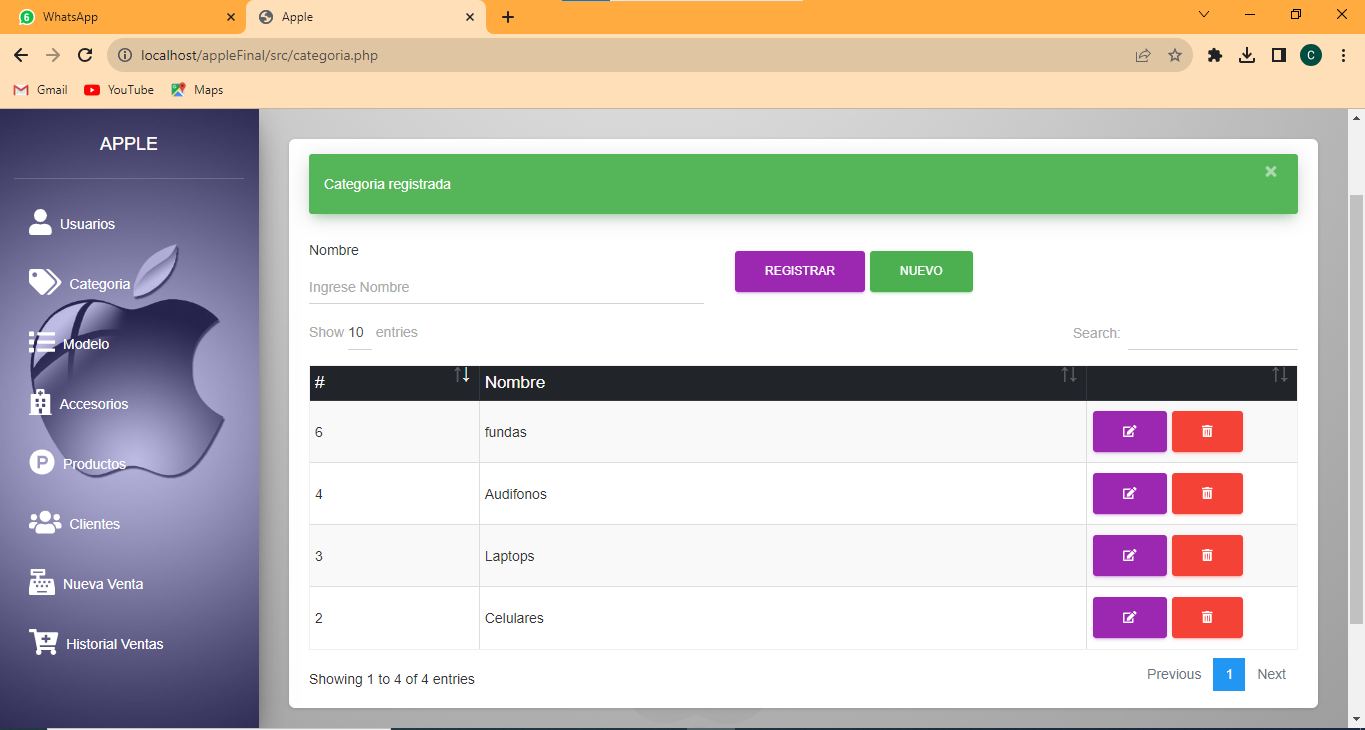 6 WhatsApp
Apple
localhost/appleFinal/src/categoria.php
C
Gmail
YouTube
Maps
APPLE
Usuarios
Categoria
Modelo
Accesorios
P Productos
Clientes
Nueva Venta
Historial Ventas
Categoria registrada
×
Nombre
Ingrese Nombre
REGISTRAR
NUEVO
Show 10 entries
Search:
# Nombre
6 fundas
4 Audifonos
3 Laptops
2 Celulares
Showing 1 to 4 of 4 entries
Previous 1 Next